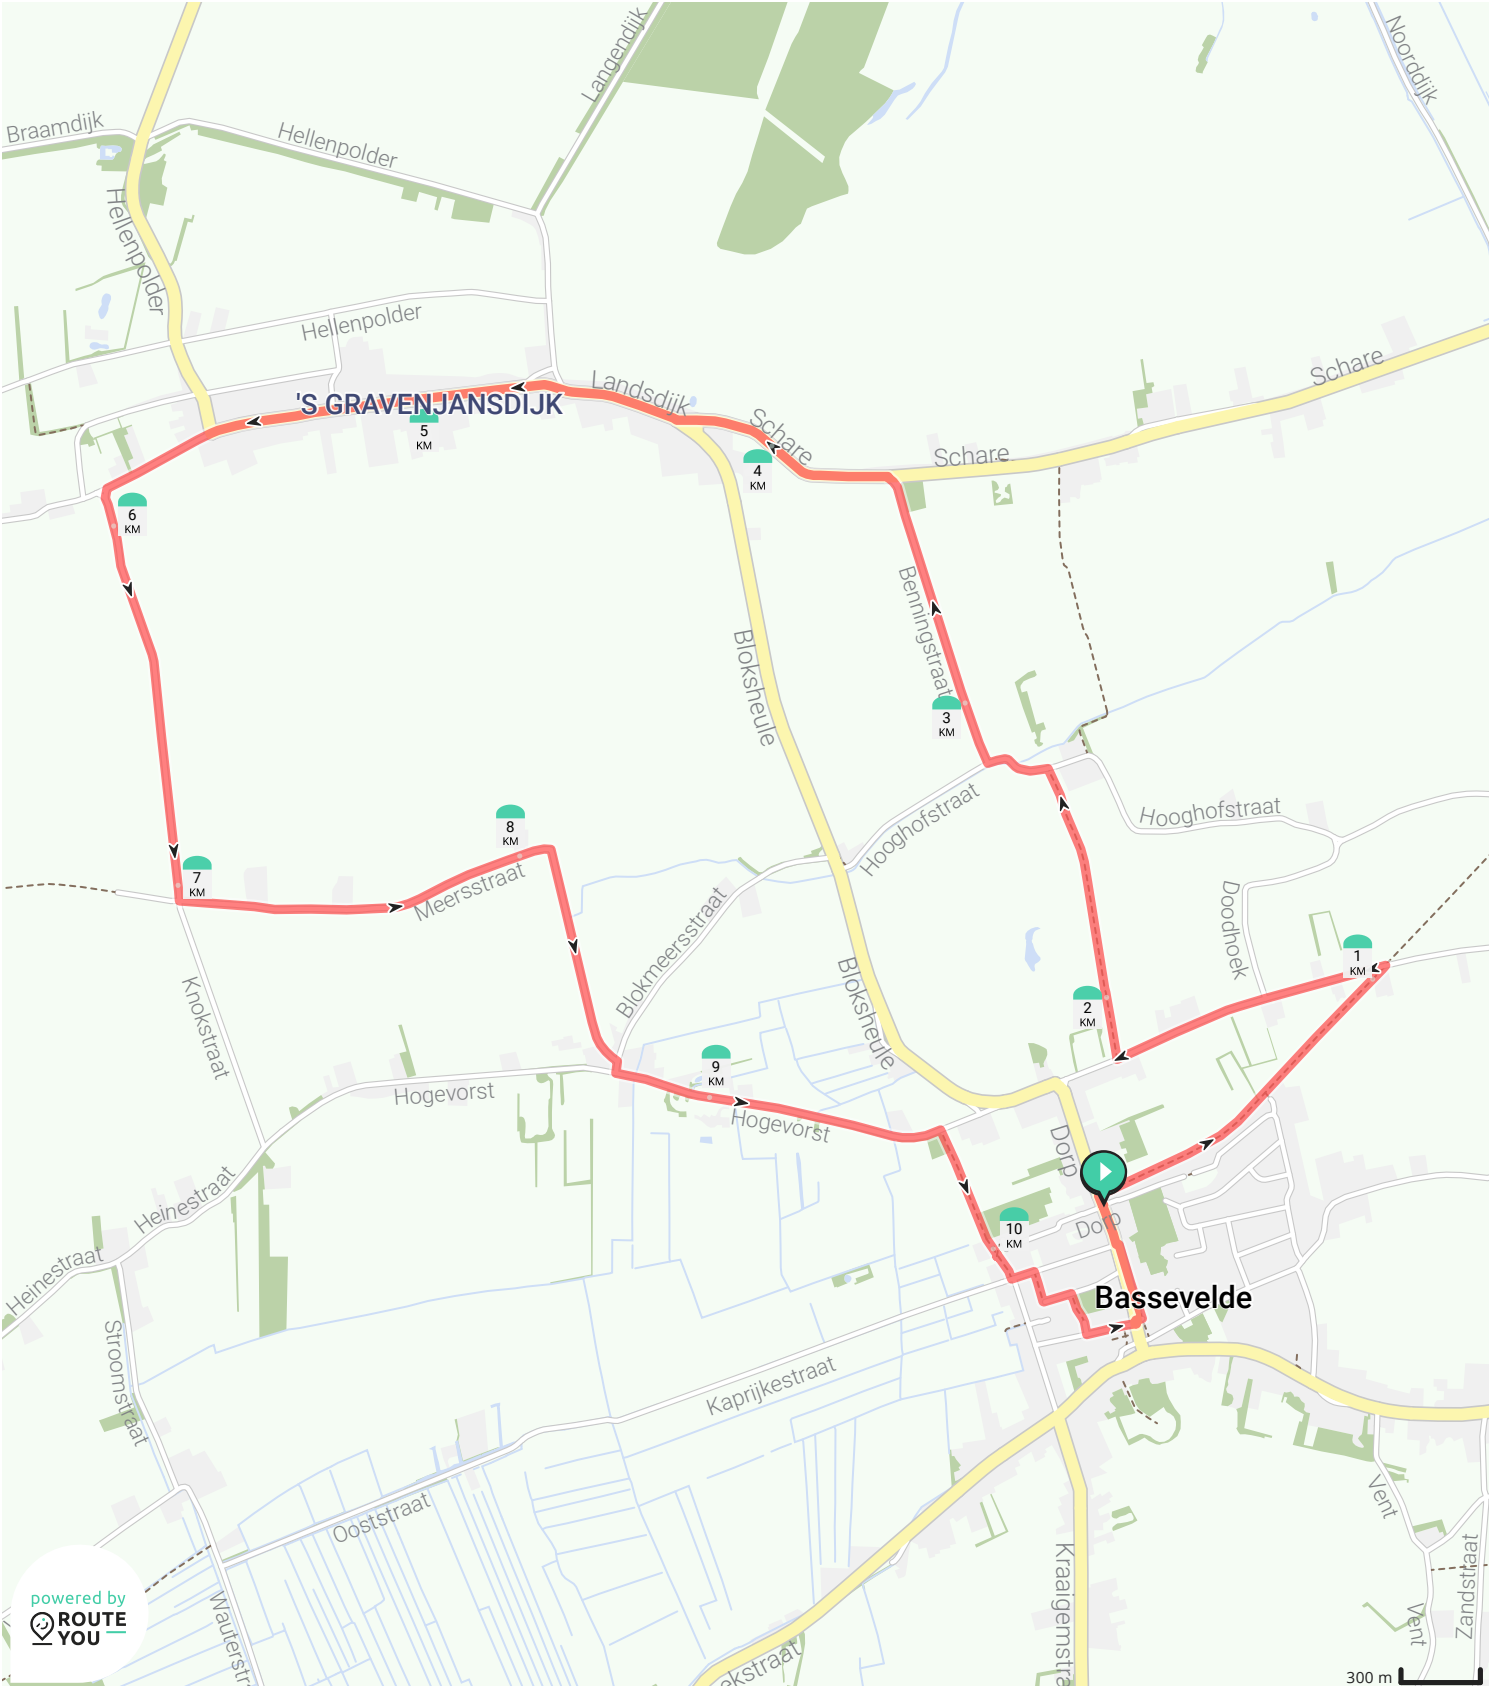 Langendijk
Noorddijk
Braamdijk
Hellenpolder
Hellenpolder
Hellenpolder
Landsdijk
Schare
Schare
Schare
'S GRAVENJANSDIJK
5
KM
4
KM
6
KM
Benningstraat
Bloksheule
3
KM
Hooghofstraat
Hooghofstraat
8
KM
7
KM
Meersstraat
Blokmeersstraat
Doodhoek
1
KM
Knokstraat
Bloksheule
2
KM
9
KM
Hogevorst
Hogevorst
Dorp
Heinestraat
Dorp
10
KM
Heinestraat
Bassevelde
Stroomstraat
Kaprijkestraat
Ooststraat
Vent
Kraaigemstra
Zandstraat
Vent
Wauterstr
ekstraat
powered by
ROUTE
YOU
300 m